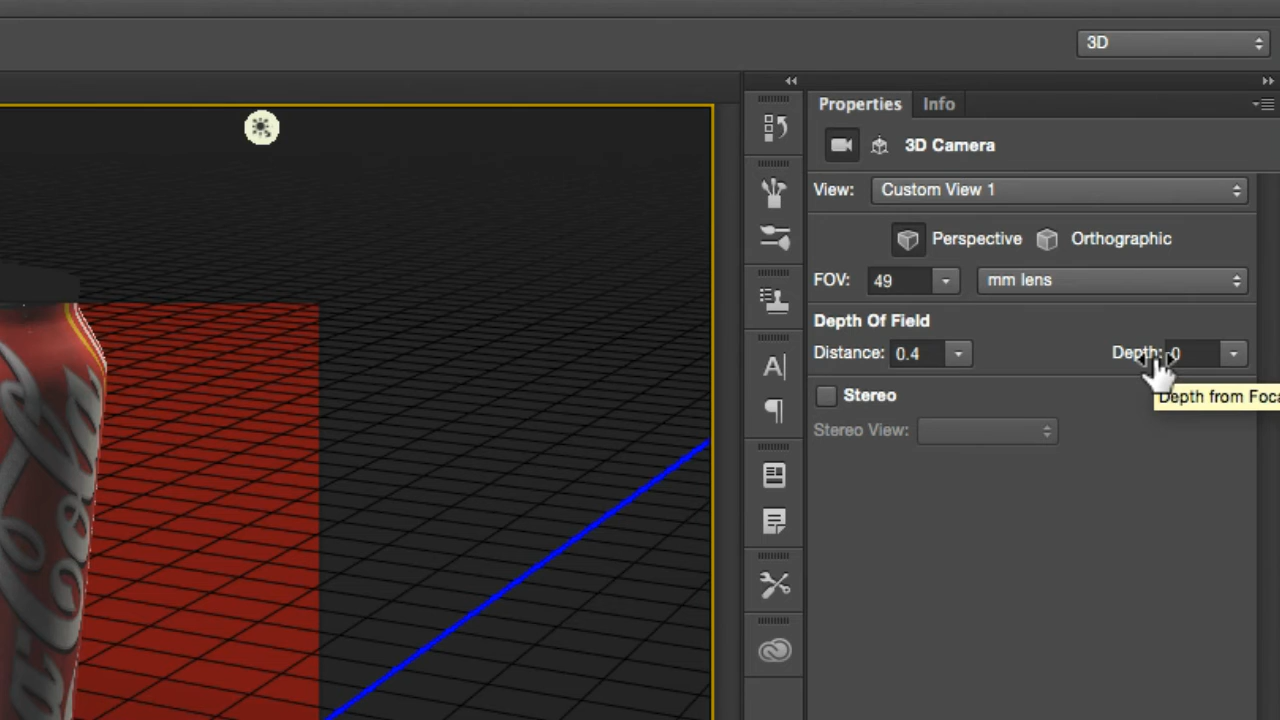 3D
Properties Info
3D Camera
View: Custom View 1
Perspective Orthographic
FOV: 49 mm lens
Depth Of Field
Distance: 0.4 Depth: 0
Depth from Foca
Stereo
Stereo View:
A